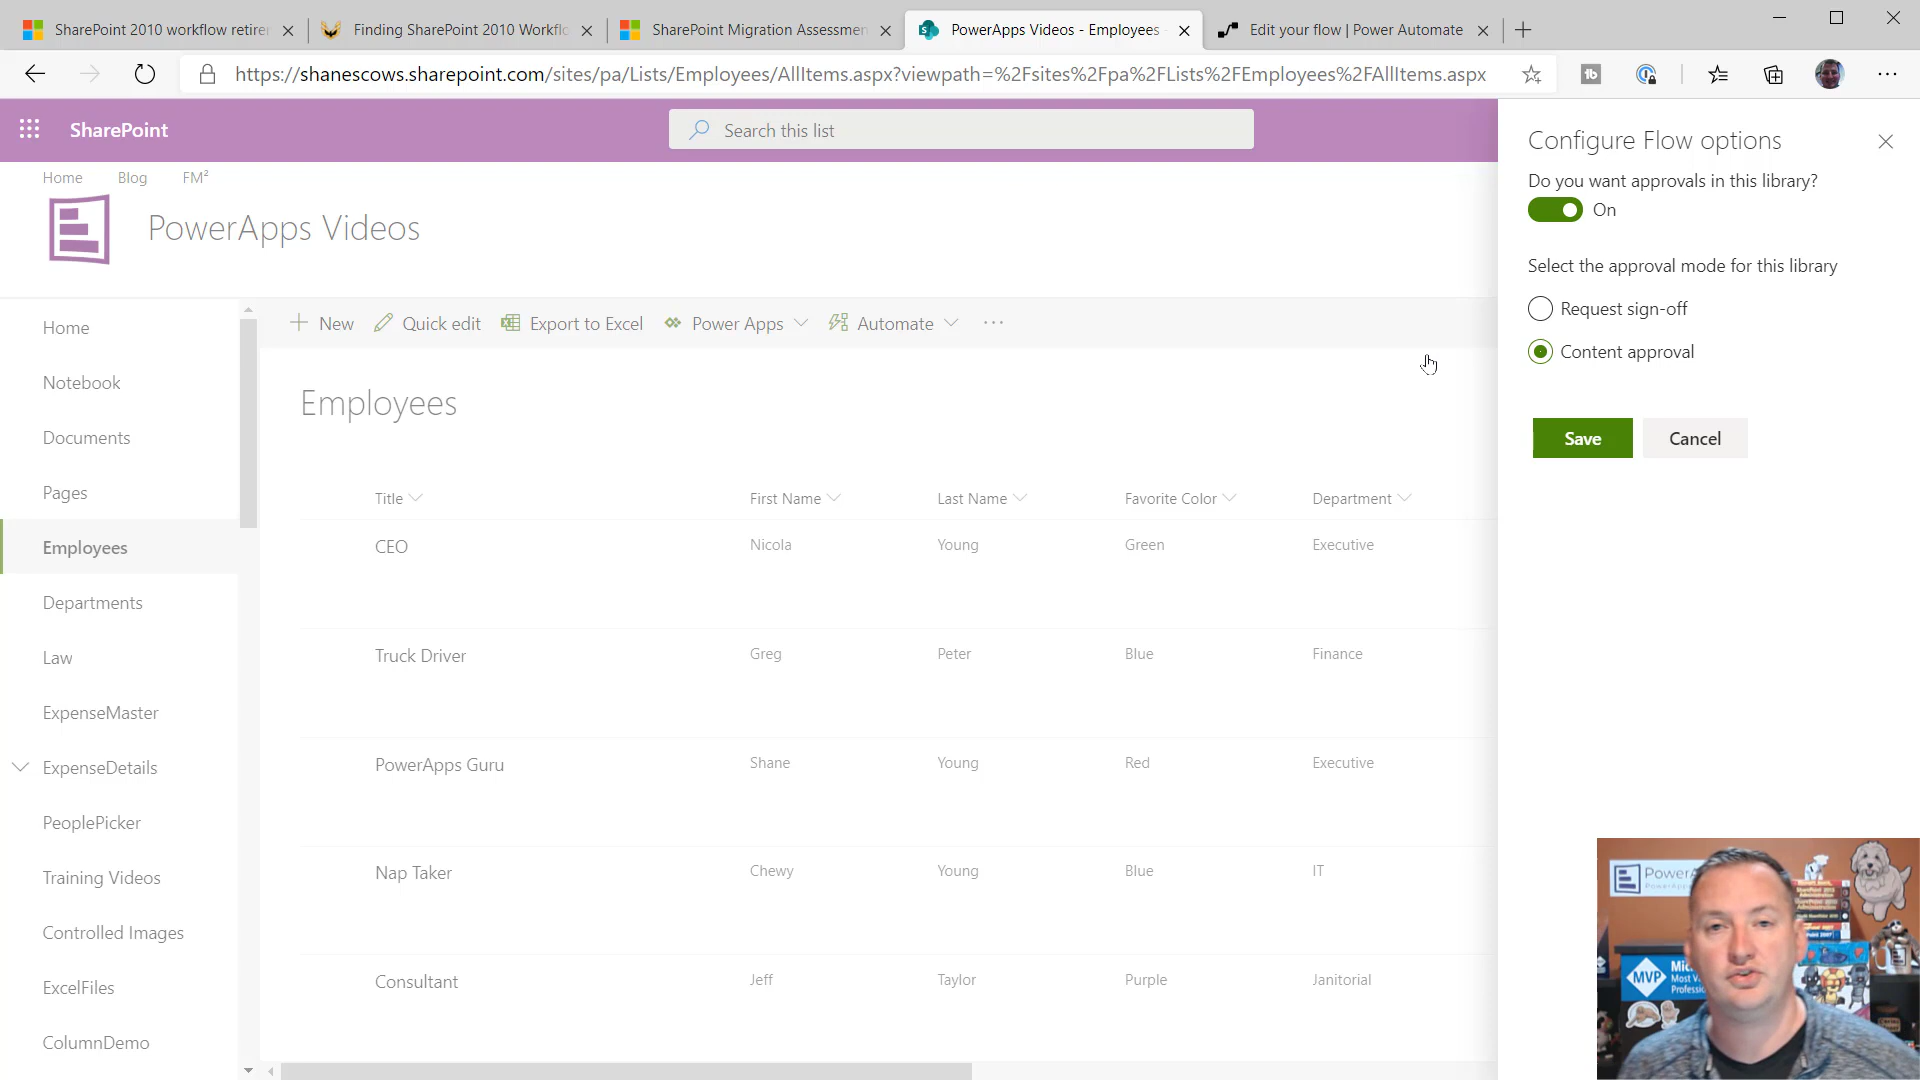 SharePoint 2010 workflow retirer
Finding SharePoint 2010 Workflo
SharePoint Migration Assessmen
PowerApps Videos - Employees -
Edit your flow | Power Automate
https://shanescows.sharepoint.com/sites/pa/Lists/Employees/AllItems.aspx?viewpath=%2Fsites%2Fpa%2FLists%2FEmployees%2FAllItems.aspx
SharePoint
Search this list
Home
Blog
FM²
PowerApps Videos
Home
Notebook
Documents
Pages
Employees
Departments
Law
ExpenseMaster
ExpenseDetails
PeoplePicker
Training Videos
Controlled Images
ExcelFiles
ColumnDemo
New
Quick edit
Export to Excel
Power Apps
Automate
Employees
Title First Name Last Name Favorite Color Department
CEO Nicola Young Green Executive
Truck Driver Greg Peter Blue Finance
PowerApps Guru Shane Young Red Executive
Nap Taker Chewy Young Blue IT
Consultant Jeff Taylor Purple Janitorial
Configure Flow options
Do you want approvals in this library?
On
Select the approval mode for this library
Request sign-off
Content approval
Save
Cancel
PowerA
MVP
Mic
Most V
Profession